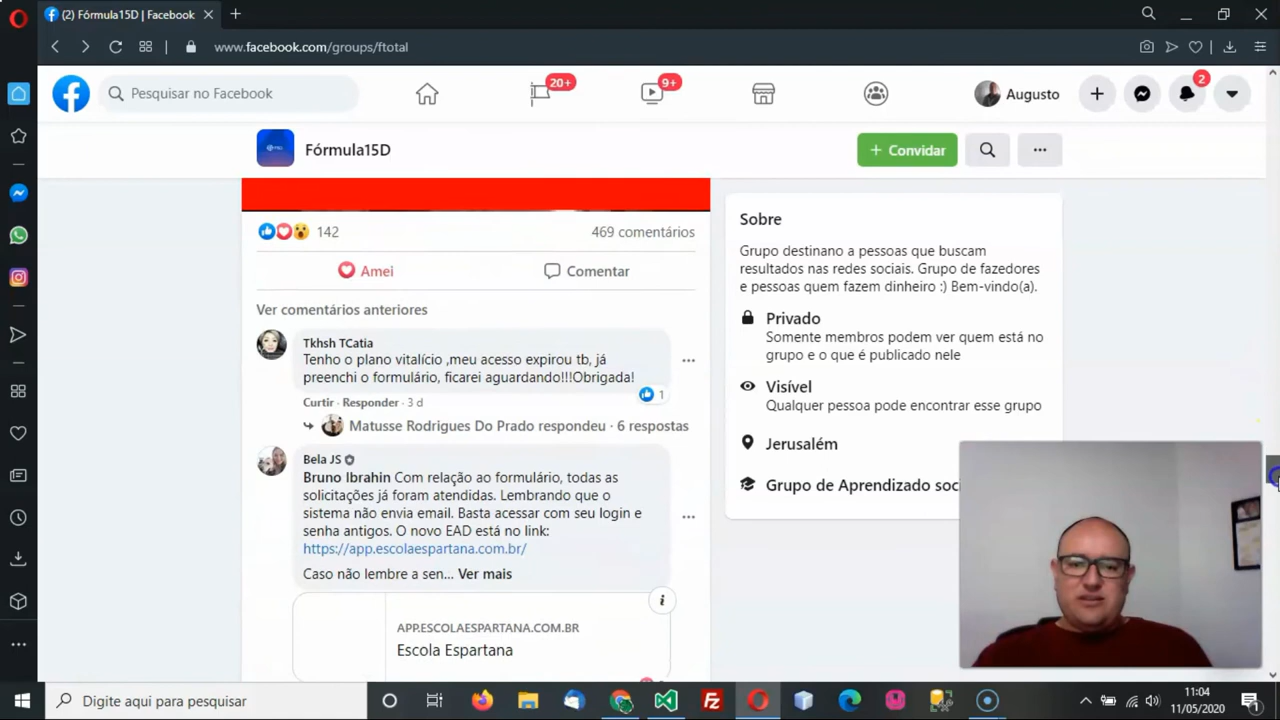 (2) Fórmula15D | Facebook
www.facebook.com/groups/ftotal
Pesquisar no Facebook
20+
9+
Augusto
2
Fórmula15D
+ Convidar
142
469 comentários
Amei
Comentar
Ver comentários anteriores
Tkhsh TCatia
Tenho o plano vitalício ,meu acesso expirou tb, já
preenchi o formulário, ficarei aguardando!!!Obrigada!
1
Curtir · Responder · 3 d
Matusse Rodrigues Do Prado respondeu · 6 respostas
Bela JS
Bruno Ibrahin Com relação ao formulário, todas as
solicitações já foram atendidas. Lembrando que o
sistema não envia email. Basta acessar com seu login e
senha antigos. O novo EAD está no link:
https://app.escolaespartana.com.br/
Caso não lembre a sen... Ver mais
APP.ESCOLAESPARTANA.COM.BR
Escola Espartana
Sobre
Grupo destinano a pessoas que buscam
resultados nas redes sociais. Grupo de fazedores
e pessoas quem fazem dinheiro :) Bem-vindo(a).
Privado
Somente membros podem ver quem está no
grupo e o que é publicado nele
Visível
Qualquer pessoa pode encontrar esse grupo
Jerusalém
Grupo de Aprendizado soci
Digite aqui para pesquisar
11:04
11/05/2020